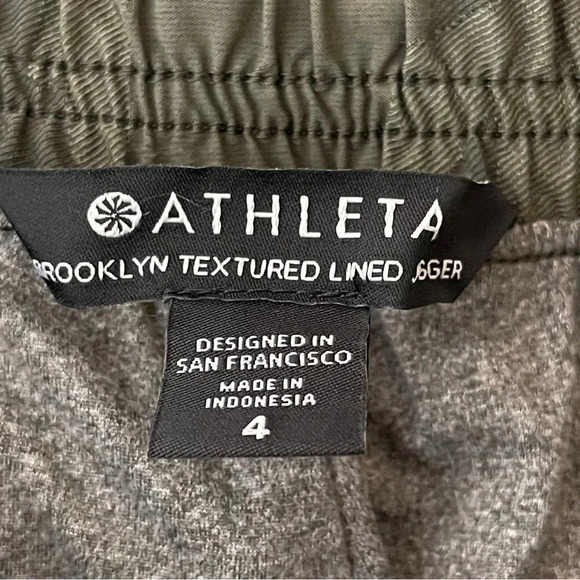 ATHLETA
BROOKLYN TEXTURED LINED
DESIGNED IN
SAN FRANCISCO
MADE IN
INDONESIA
4